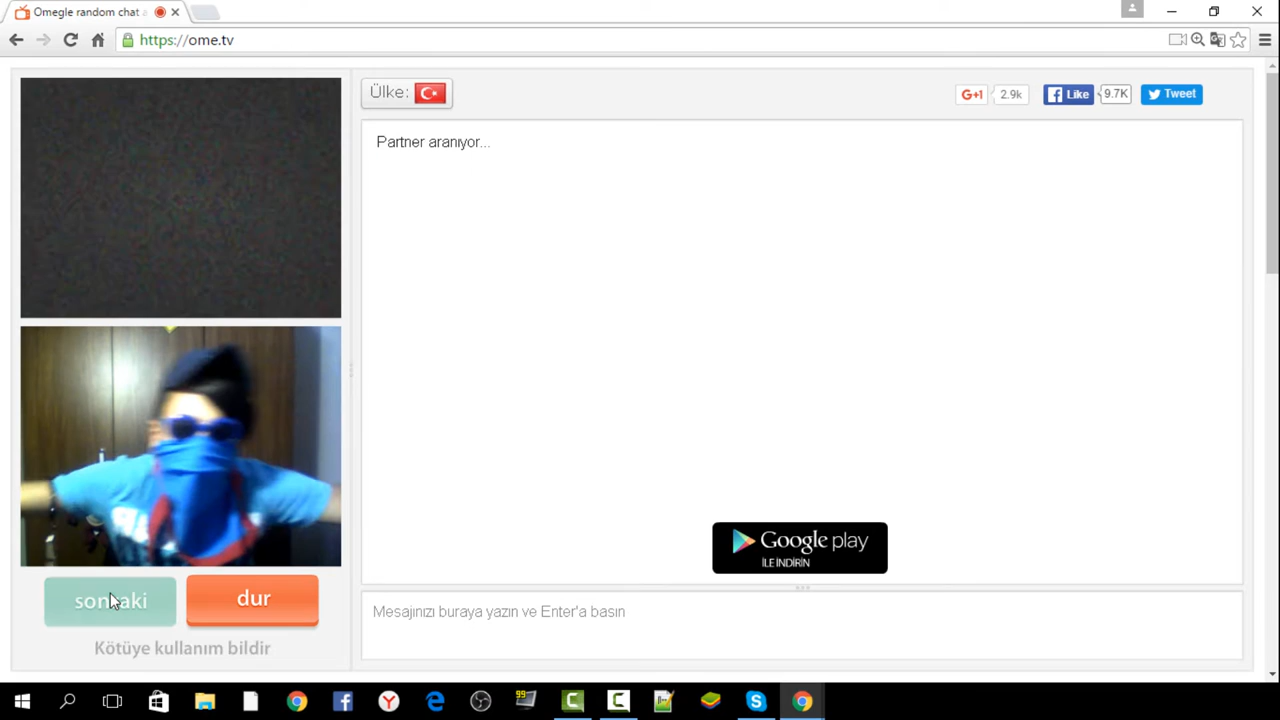 Omegle random chat a
https://ome.tv
Ülke:
G+1
2.9k
Like
9.7K
Tweet
Partner aranıyor...
Google play
İLE İNDİRİN
sonraki
dur
Mesajınızı buraya yazın ve Enter'a basın
Kötüye kullanım bildir
99